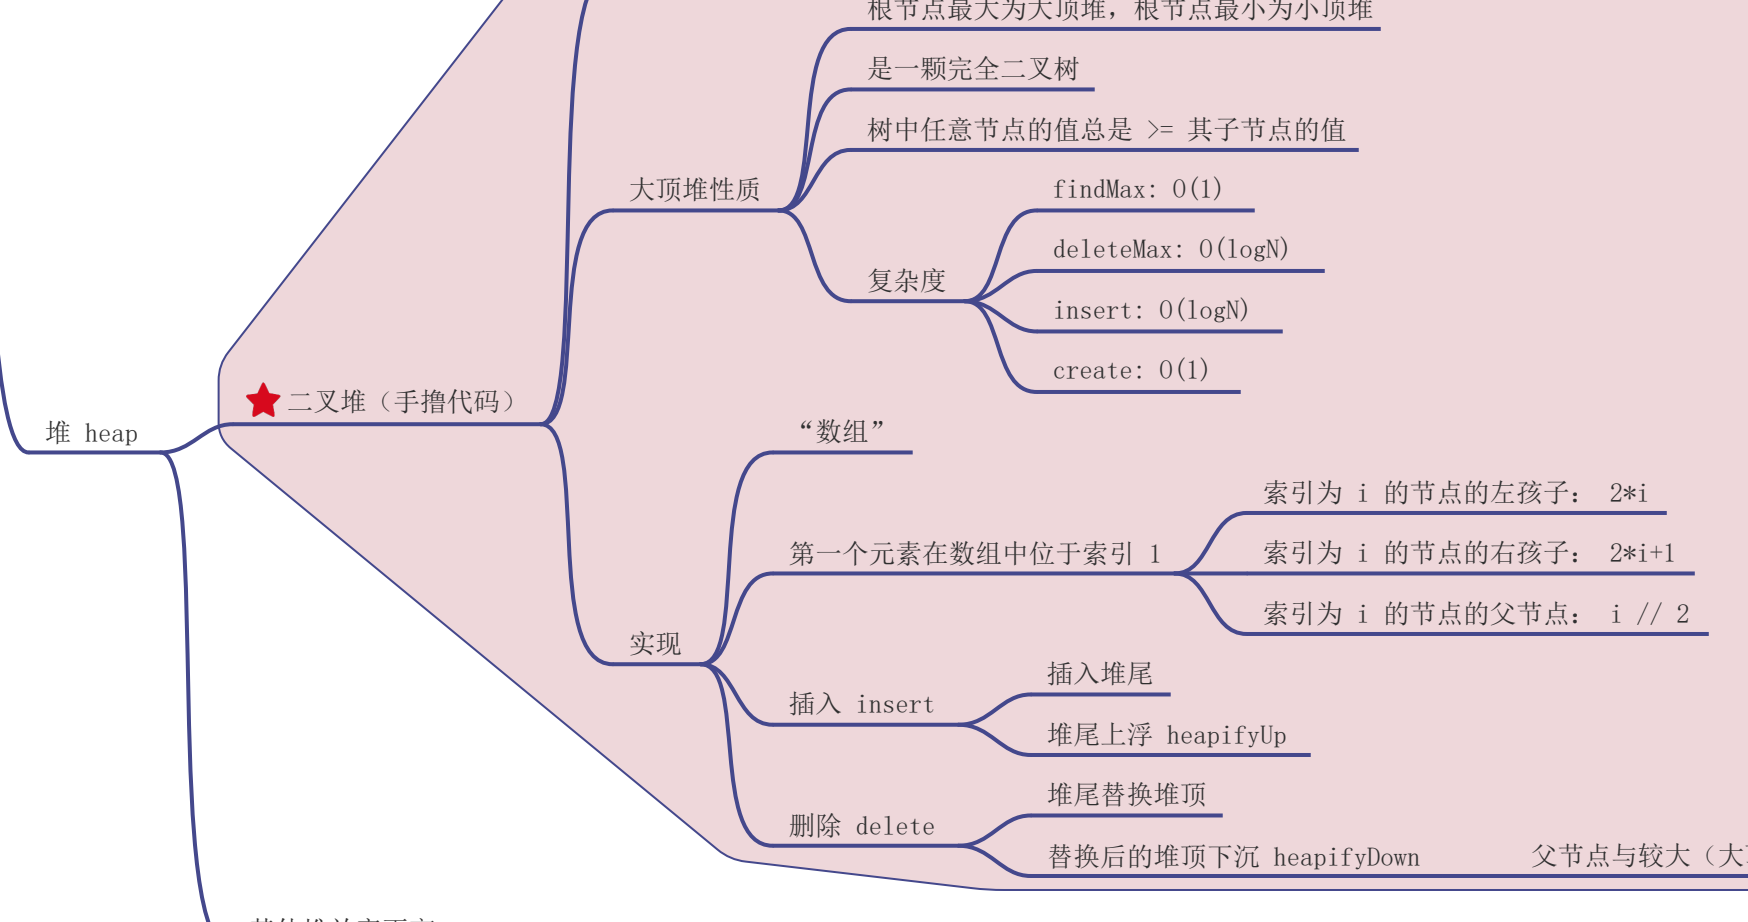 根节点最大为大顶堆，根节点最小为小顶堆
是一颗完全二叉树
树中任意节点的值总是 >= 其子节点的值
大顶堆性质
findMax: O(1)
deleteMax: O(logN)
复杂度
insert: O(logN)
create: O(1)
二叉堆（手撸代码）
堆 heap
“数组”
索引为 i 的节点的左孩子： 2*i
第一个元素在数组中位于索引 1
索引为 i 的节点的右孩子： 2*i+1
索引为 i 的节点的父节点： i // 2
实现
插入堆尾
插入 insert
堆尾上浮 heapifyUp
堆尾替换堆顶
删除 delete
替换后的堆顶下沉 heapifyDown
父节点与较大（大